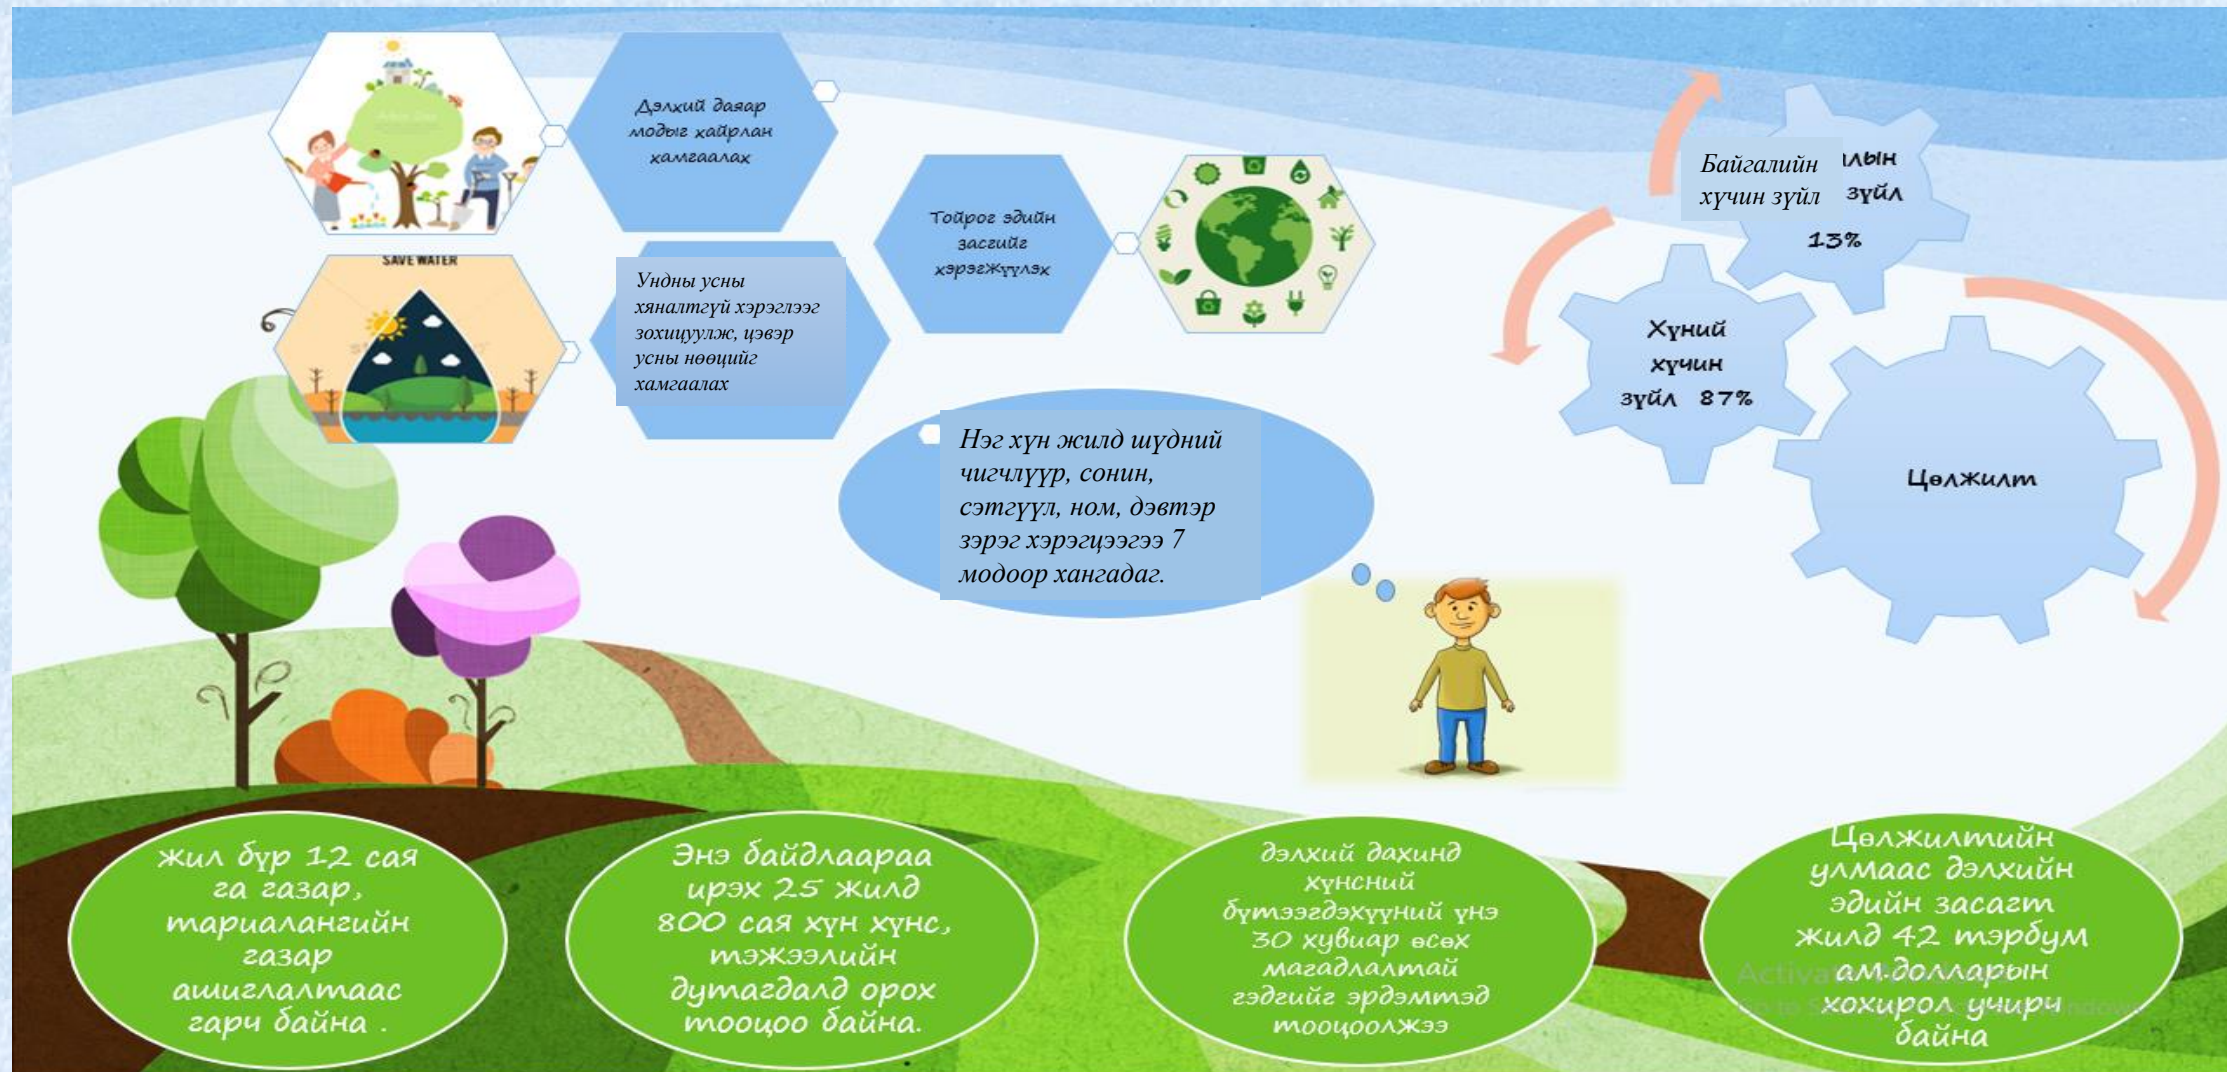 Дэлхий даяар
модыг хайрлан
хамгаалах
SAVE WATER
Ундны усны
хяналтгүй хэрэглээг
зохицуулж, цэвэр
усны нөөцийг
хамгаалах
Тойрог эдийн
засгийг
хэрэгжүүлэх
Байгалийн
хүчин зүйл
лын
зүйл
13%
Хүний
хүчин
зүйл 87%
Цөлжилт
Нэг хүн жилд шүдний
чигчлүүр, сонин,
сэтгүүл, ном, дэвтэр
зэрэг хэрэгцээгээ 7
модоор хангадаг.
жил бүр 12 сая
га газар,
тариалангийн
газар
ашиглалтаас
гарч байна .
Энэ байдлаараа
ирэх 25 жилд
800 сая хүн хүнс,
тэжээлийн
дутагдалд орох
тооцоо байна.
дэлхий дахинд
хүнсний
бүтээгдэхүүний үнэ
30 хувиар өсөх
магадлалтай
гэдгийг эрдэмтэд
тооцоолжээ
Цөлжилтийн
улмаас дэлхийн
эдийн засагт
жилд 42 тэрбум
ам.долларын
хохирол учирч
байна
Activate Windows